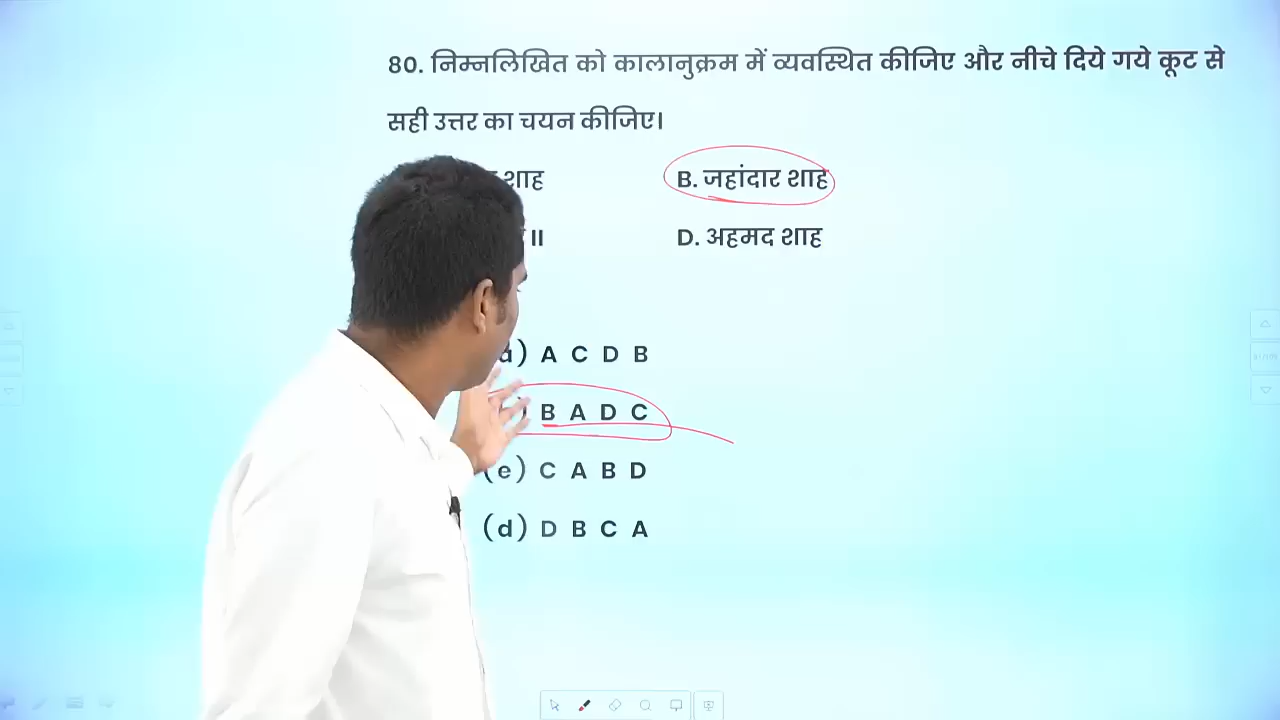 80. निम्नलिखित को कालानुक्रम में व्यवस्थित कीजिए और नीचे दिये गये कूट से
सही उत्तर का चयन कीजिए।
शाह B. जहांदार शाह
II D. अहमद शाह
A C D B
B A D C
(e) C A B D
(d) D B C A